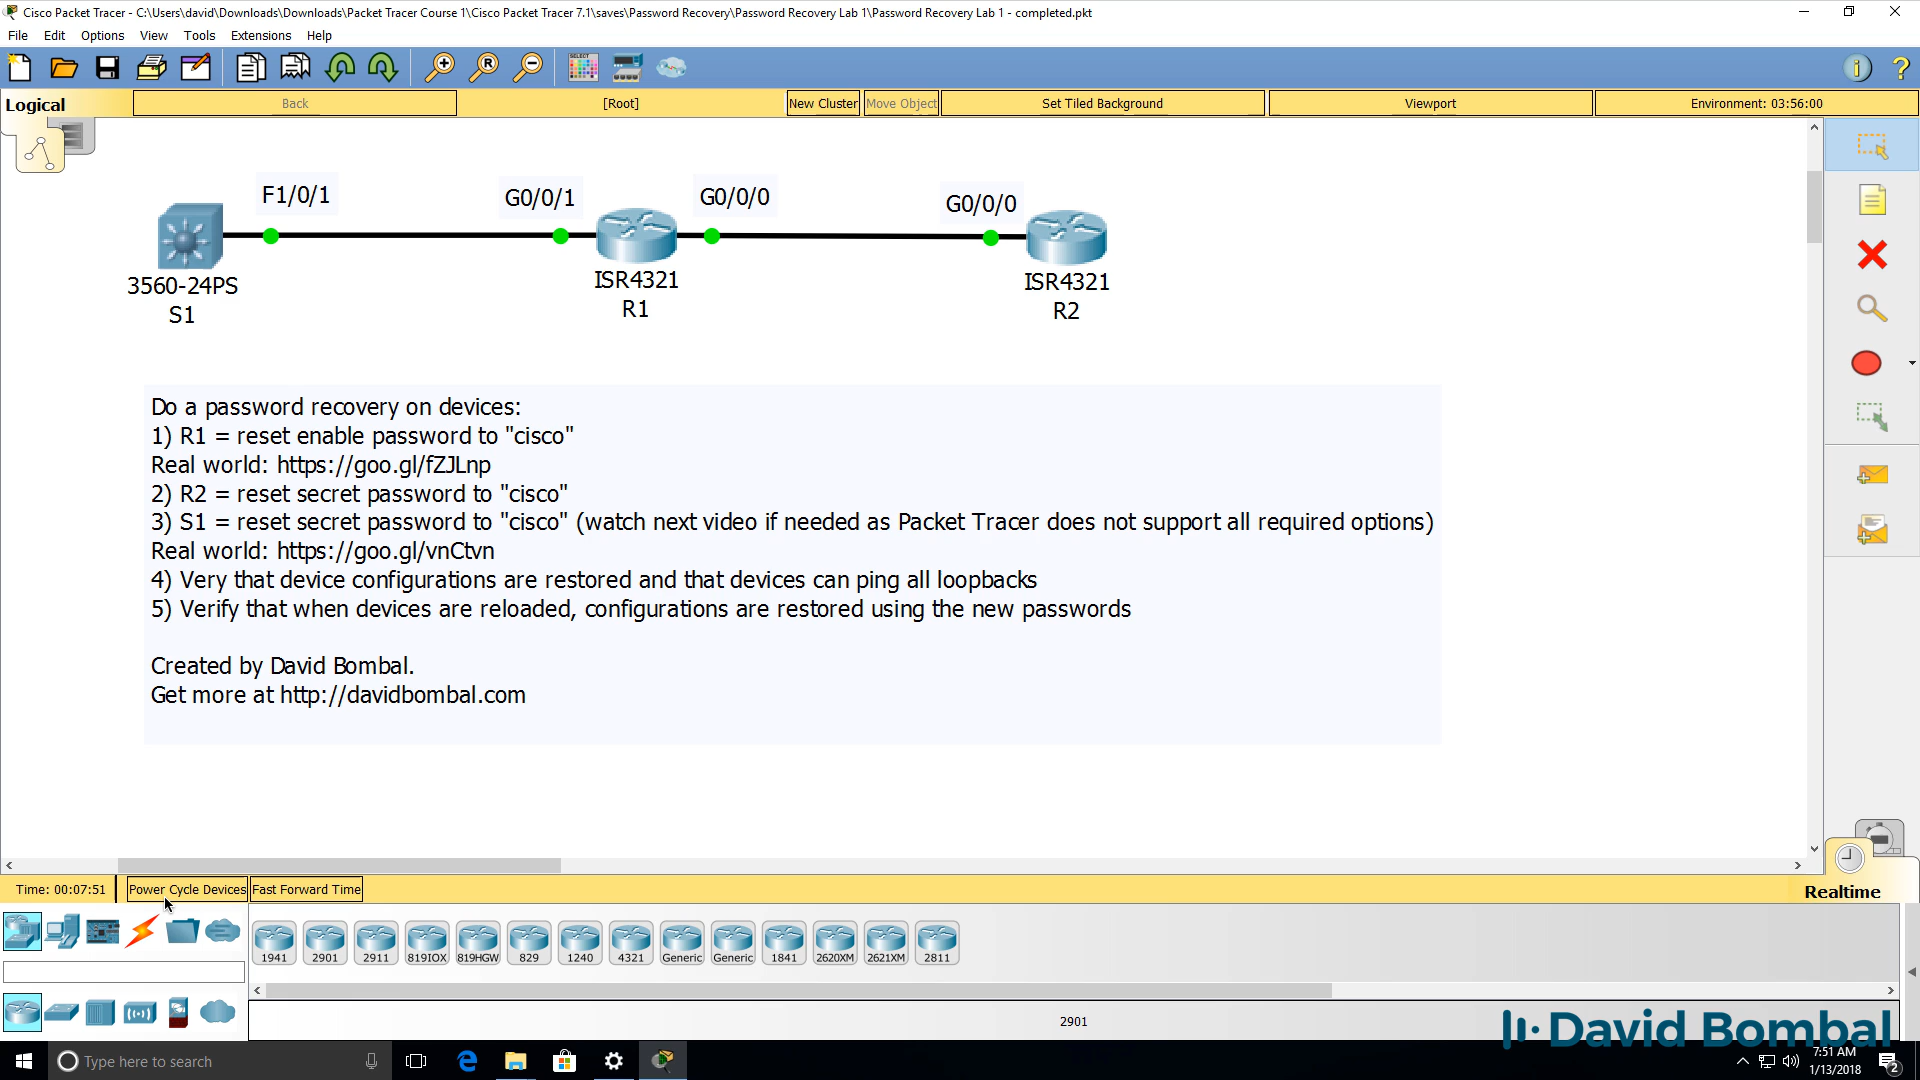 Cisco Packet Tracer - C:\Users\david\Downloads\Downloads\Packet Tracer Course 1\Cisco Packet Tracer 7.1\saves\Password Recovery\Password Recovery Lab 1\Password Recovery Lab 1 - completed.pkt
File Edit Options View Tools Extensions Help
Logical Back [Root] New Cluster Move Object Set Tiled Background Viewport Environment: 03:56:00
F1/0/1 G0/0/1 G0/0/0 G0/0/0
3560-24PS ISR4321 ISR4321
S1 R1 R2
Do a password recovery on devices:
1) R1 = reset enable password to "cisco"
Real world: https://goo.gl/fZJLnp
2) R2 = reset secret password to "cisco"
3) S1 = reset secret password to "cisco" (watch next video if needed as Packet Tracer does not support all required options)
Real world: https://goo.gl/vnCtvn
4) Very that device configurations are restored and that devices can ping all loopbacks
5) Verify that when devices are reloaded, configurations are restored using the new passwords
Created by David Bombal.
Get more at http://davidbombal.com
Time: 00:07:51 Power Cycle Devices Fast Forward Time Realtime
1941 2901 2911 819IOX 819HGW 829 1240 4321 Generic Generic 1841 2620XM 2621XM 2811
2901
David Bombal
Type here to search
7:51 AM
1/13/2018
2